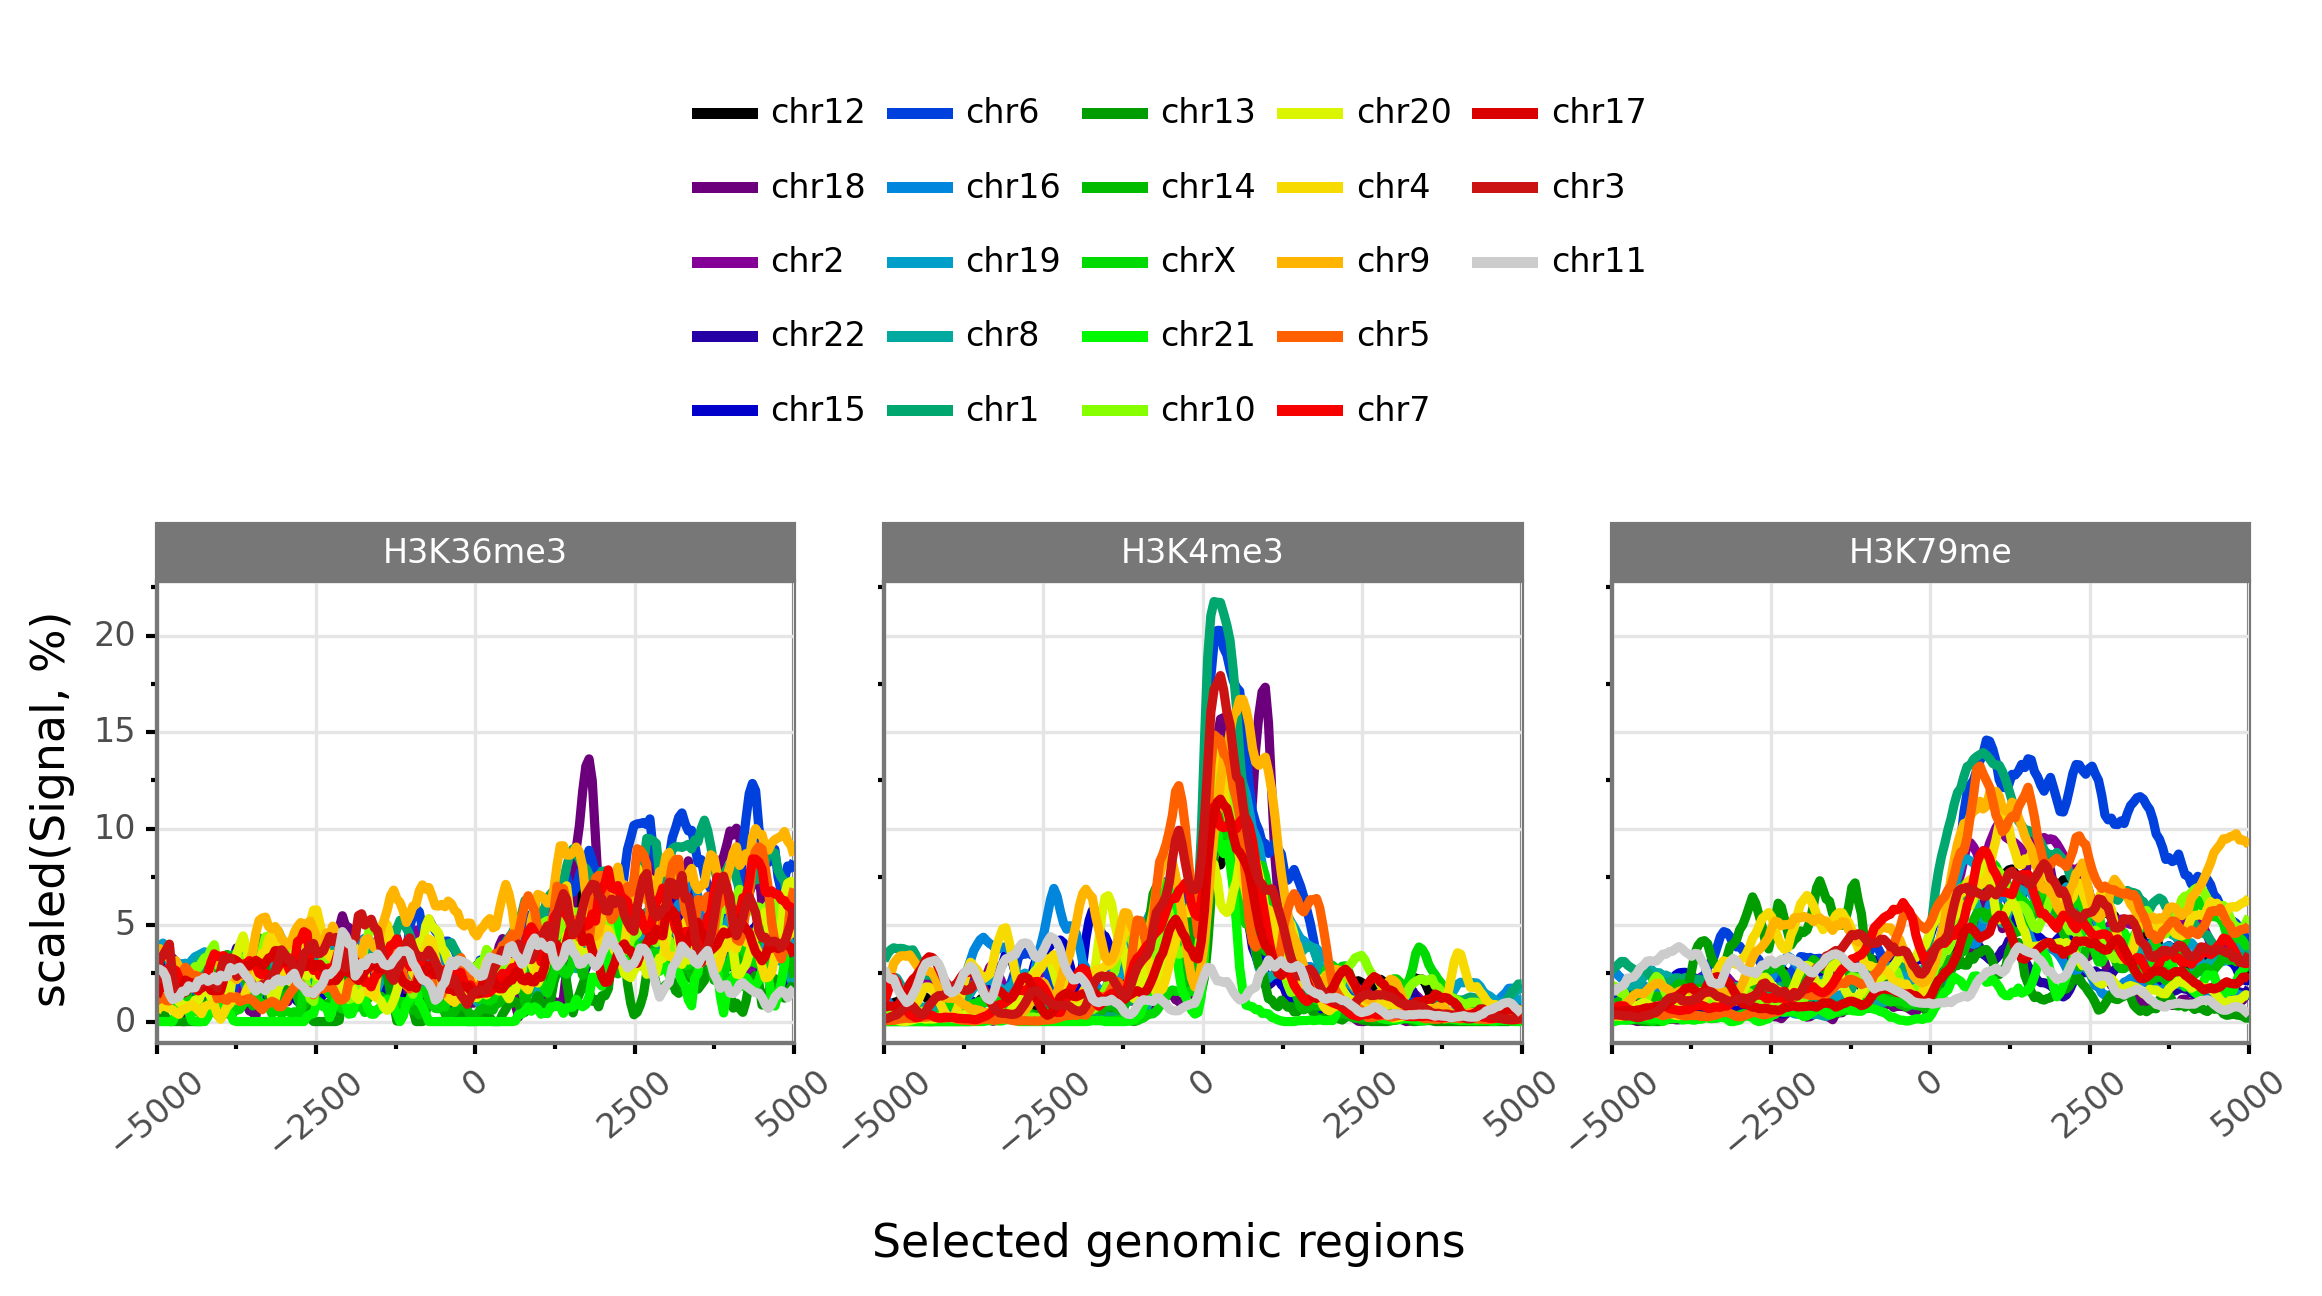 chr12 chr6 chr13 chr20 chr17
chr18 chr16 chr14 chr4 chr3
chr2 chr19 chrX chr9 chr11
chr22 chr8 chr21 chr5
chr15 chr1 chr10 chr7
H3K36me3 H3K4me3 H3K79me
scaled(Signal, %)
20
15
10
5
0
−5000 −2500 0 2500 5000 −5000 −2500 0 2500 5000 −5000 −2500 0 2500 5000
Selected genomic regions